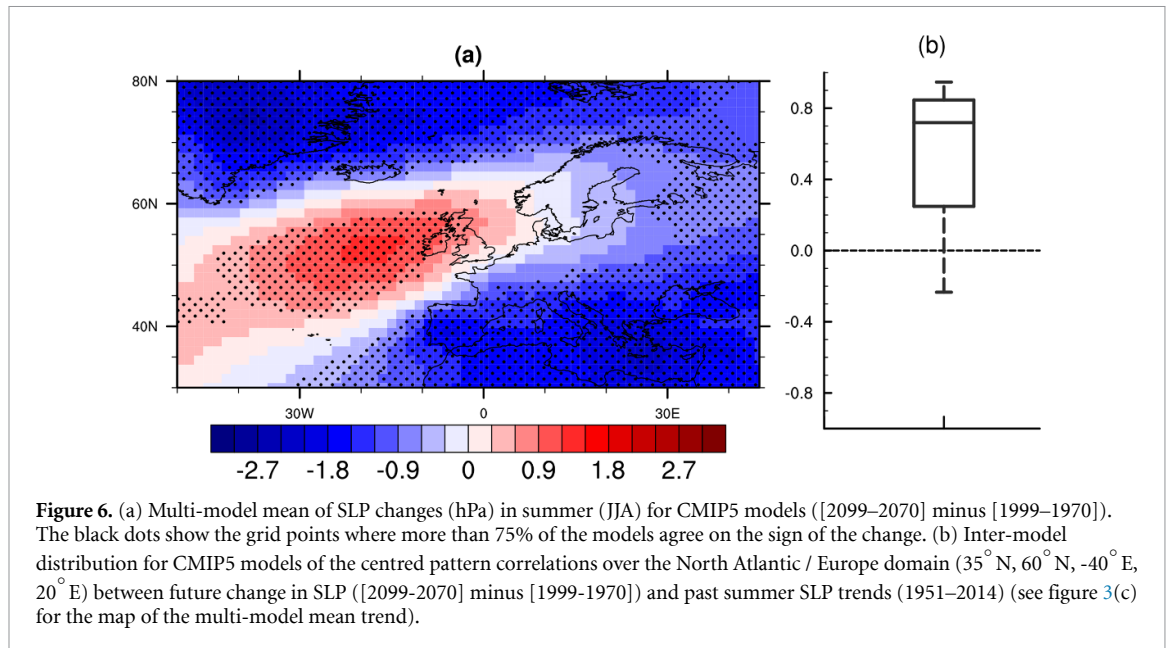 (a)
(b)
80N
60N
40N
30W
0
30E
-2.7
-1.8
-0.9
0
0.9
1.8
2.7
0.8
0.4
0.0
-0.4
-0.8
Figure 6. (a) Multi-model mean of SLP changes (hPa) in summer (JJA) for CMIP5 models ([2099–2070] minus [1999–1970]).
The black dots show the grid points where more than 75% of the models agree on the sign of the change. (b) Inter-model
distribution for CMIP5 models of the centred pattern correlations over the North Atlantic / Europe domain (35°N, 60°N, -40°E,
20°E) between future change in SLP ([2099-2070] minus [1999-1970]) and past summer SLP trends (1951–2014) (see figure 3(c)
for the map of the multi-model mean trend).